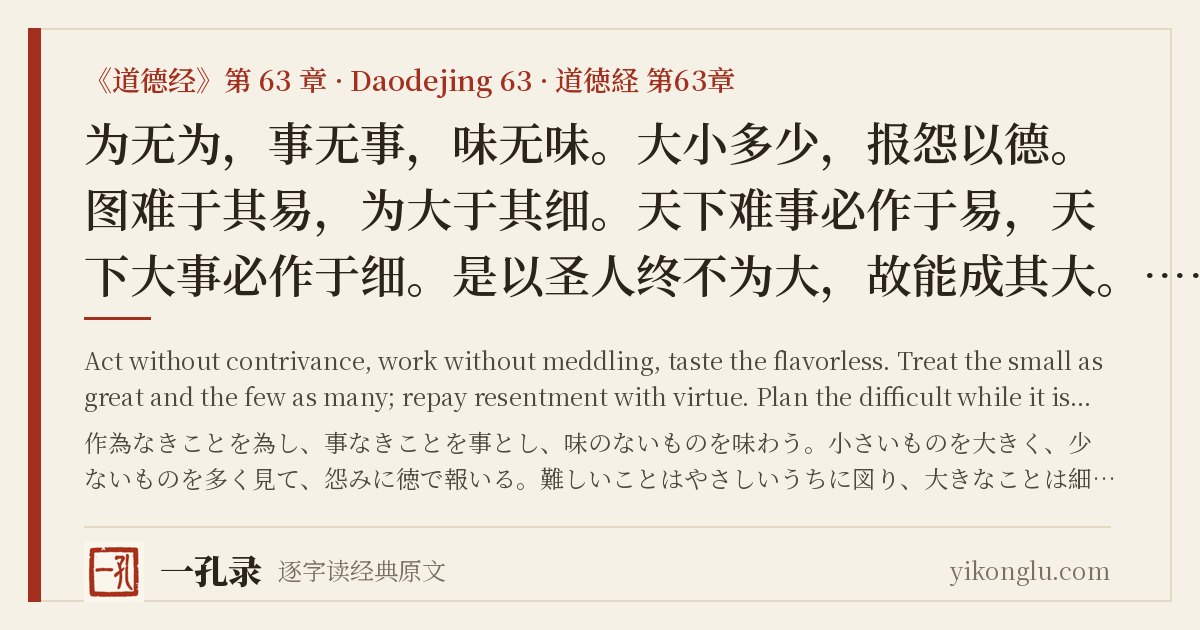 《道德经》第 63 章 · Daodejing 63 · 道徳経 第63章
为无为，事无事，味无味。大小多少，报怨以德。
图难于其易，为大于其细。天下难事必作于易，天
下大事必作于细。是以圣人终不为大，故能成其大。……
Act without contrivance, work without meddling, taste the flavorless. Treat the small as
great and the few as many; repay resentment with virtue. Plan the difficult while it is...
作為なきことを為し、事なきことを事とし、味のないものを味わう。小さいものを大きく、少
ないものを多く見て、怨みに徳で報いる。難しいことはやさしいうちに図り、大きなことは細…
一孔
一孔录 逐字读经典原文
yikonglu.com